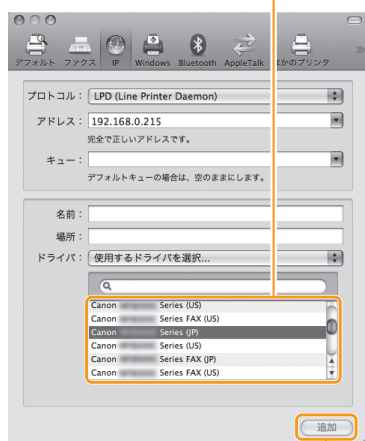 デフォルト ファクス IP Windows Bluetooth AppleTalk ほかのプリンタ
プロトコル： LPD (Line Printer Daemon)
アドレス： 192.168.0.215
完全で正しいアドレスです。
キュー：
デフォルトキューの場合は、空のままにします。
名前：
場所：
ドライバ： 使用するドライバを選択...
Canon Series (US)
Canon Series FAX (US)
Canon Series (JP)
Canon Series (US)
Canon Series FAX (JP)
Canon Series FAX (US)
追加